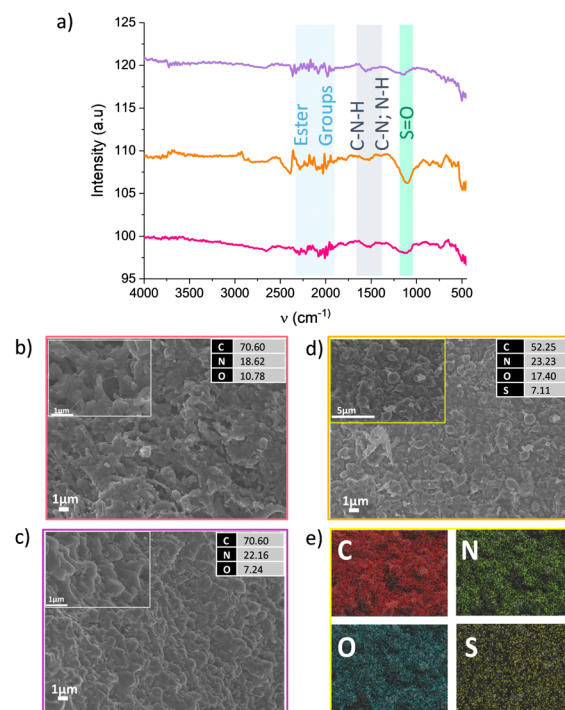 a)
120
115
110
105
100
95
Intensity (a.u)
Ester
Groups
C-N-H
C-N; N-H
S=O
4000 3500 3000 2500 2000 1500 1000 500
ν (cm⁻¹)
b)
C 70.60
N 18.62
O 10.78
1µm
1µm
d)
C 52.25
N 23.23
O 17.40
S 7.11
5µm
1µm
c)
C 70.60
N 22.16
O 7.24
1µm
1µm
e)
C
N
O
S